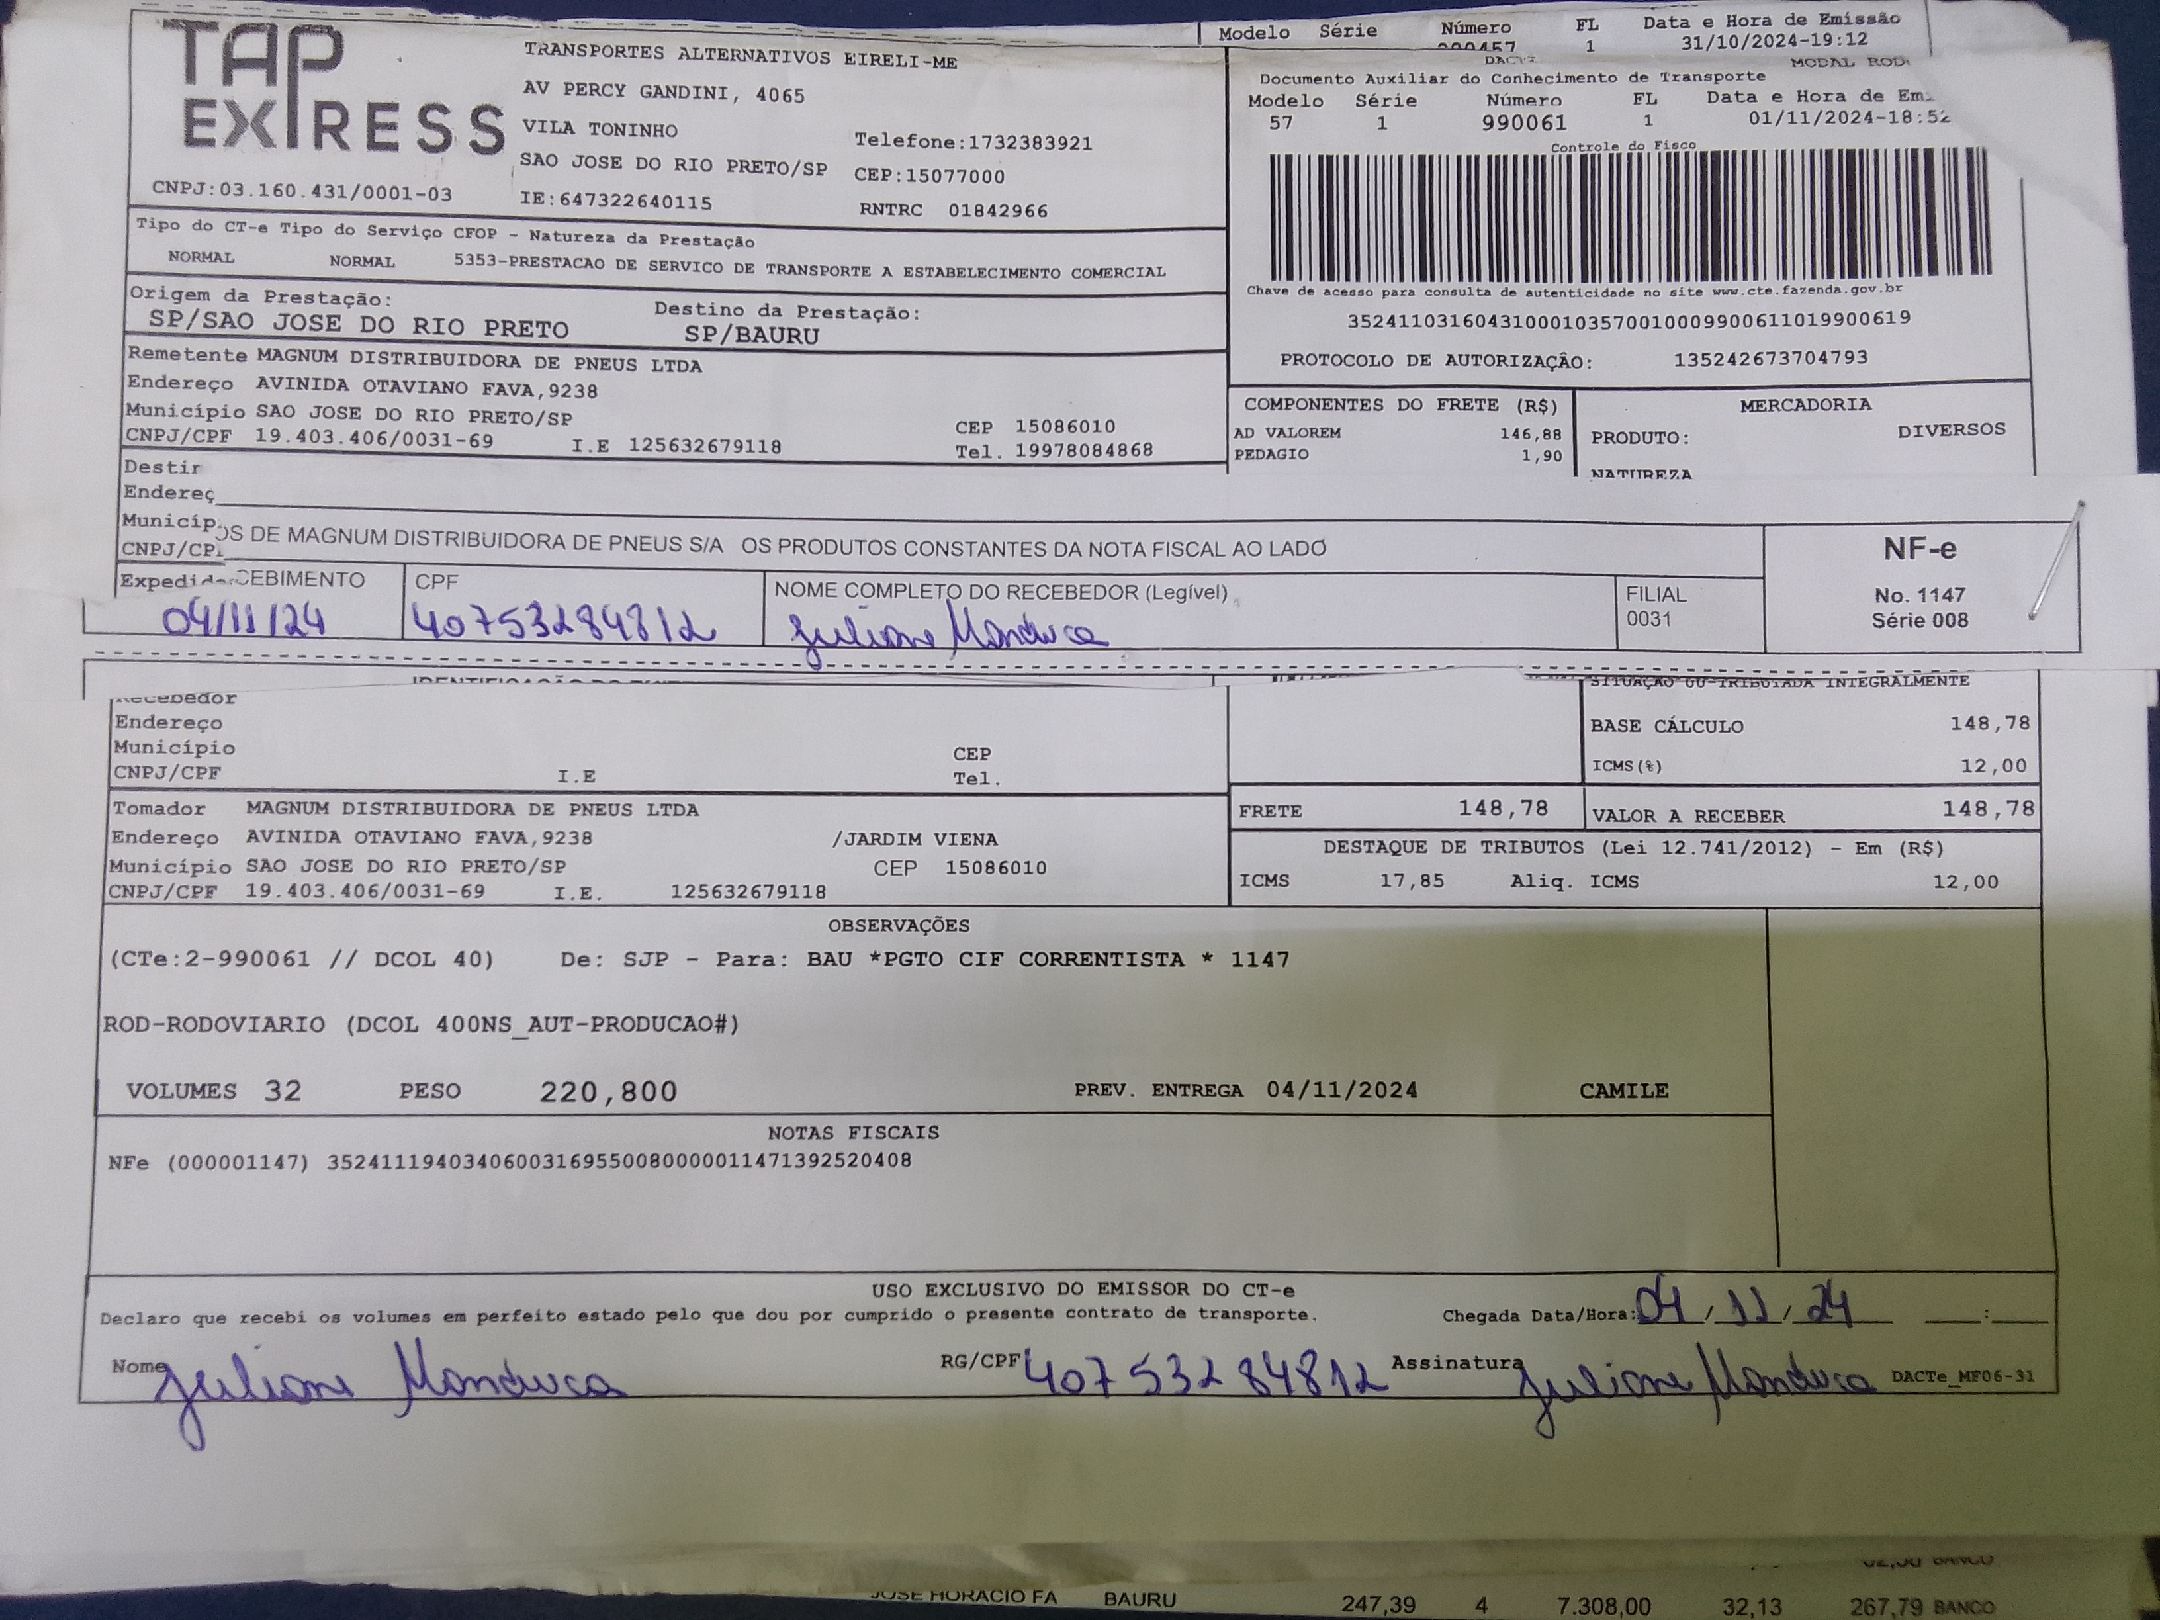 Modelo Série Número FL Data e Hora de Emissão
1 31/10/2024-19:12
TAP EXPRESS
TRANSPORTES ALTERNATIVOS EIRELI-ME
AV PERCY GANDINI, 4065
VILA TONINHO
Telefone:1732383921
SAO JOSE DO RIO PRETO/SP CEP:15077000
CNPJ:03.160.431/0001-03 IE:647322640115 RNTRC 01842966
Documento Auxiliar do Conhecimento de Transporte
Modelo Série Número FL Data e Hora de
57 1 990061 1 01/11/2024-18:52
Controle do Fisco
Chave de acesso para consulta de autenticidade no site www.cte.fazenda.gov.br
35241103160431000103570010009900611019900619
PROTOCOLO DE AUTORIZAÇÃO: 135242673704793
Tipo do CT-e Tipo do Serviço CFOP - Natureza da Prestação
NORMAL NORMAL 5353-PRESTACAO DE SERVICO DE TRANSPORTE A ESTABELECIMENTO COMERCIAL
Origem da Prestação: Destino da Prestação:
SP/SAO JOSE DO RIO PRETO SP/BAURU
Remetente MAGNUM DISTRIBUIDORA DE PNEUS LTDA
Endereço AVINIDA OTAVIANO FAVA,9238
Município SAO JOSE DO RIO PRETO/SP CEP 15086010
CNPJ/CPF 19.403.406/0031-69 I.E 125632679118 Tel. 19978084868
COMPONENTES DO FRETE (R$) MERCADORIA
AD VALOREM 146,88 PRODUTO: DIVERSOS
PEDAGIO 1,90
NATUREZA
Destir
Endereç
Municíp
CNPJ/CP
OS DE MAGNUM DISTRIBUIDORA DE PNEUS S/A OS PRODUTOS CONSTANTES DA NOTA FISCAL AO LADO
NF-e
No. 1147
Série 008
CEBIMENTO CPF NOME COMPLETO DO RECEBEDOR (Legível) FILIAL
04/11/24 40753284812 Juliane Manduca 0031
Recebedor
Endereço
Município CEP
CNPJ/CPF I.E Tel.
INTEGRALMENTE
BASE CÁLCULO 148,78
ICMS(%) 12,00
Tomador MAGNUM DISTRIBUIDORA DE PNEUS LTDA
Endereço AVINIDA OTAVIANO FAVA,9238 /JARDIM VIENA
Município SAO JOSE DO RIO PRETO/SP CEP 15086010
CNPJ/CPF 19.403.406/0031-69 I.E. 125632679118
FRETE 148,78 VALOR A RECEBER 148,78
DESTAQUE DE TRIBUTOS (Lei 12.741/2012) - Em (R$)
ICMS 17,85 Aliq. ICMS 12,00
OBSERVAÇÕES
(CTe:2-990061 // DCOL 40) De: SJP - Para: BAU *PGTO CIF CORRENTISTA * 1147
ROD-RODOVIARIO (DCOL 400NS_AUT-PRODUCAO#)
VOLUMES 32 PESO 220,800 PREV. ENTREGA 04/11/2024 CAMILE
NOTAS FISCAIS
NFe (000001147) 35241119403406003169550080000011471392520408
USO EXCLUSIVO DO EMISSOR DO CT-e
Declaro que recebi os volumes em perfeito estado pelo que dou por cumprido o presente contrato de transporte. Chegada Data/Hora: 04/11/24 :
Nome Juliane Manduca RG/CPF 40753284812 Assinatura Juliane Manduca DACTe_MF06-31
BANCO
JOSE HORACIO FA BAURU 247,39 4 7.308,00 32,13 267,79 BANCO